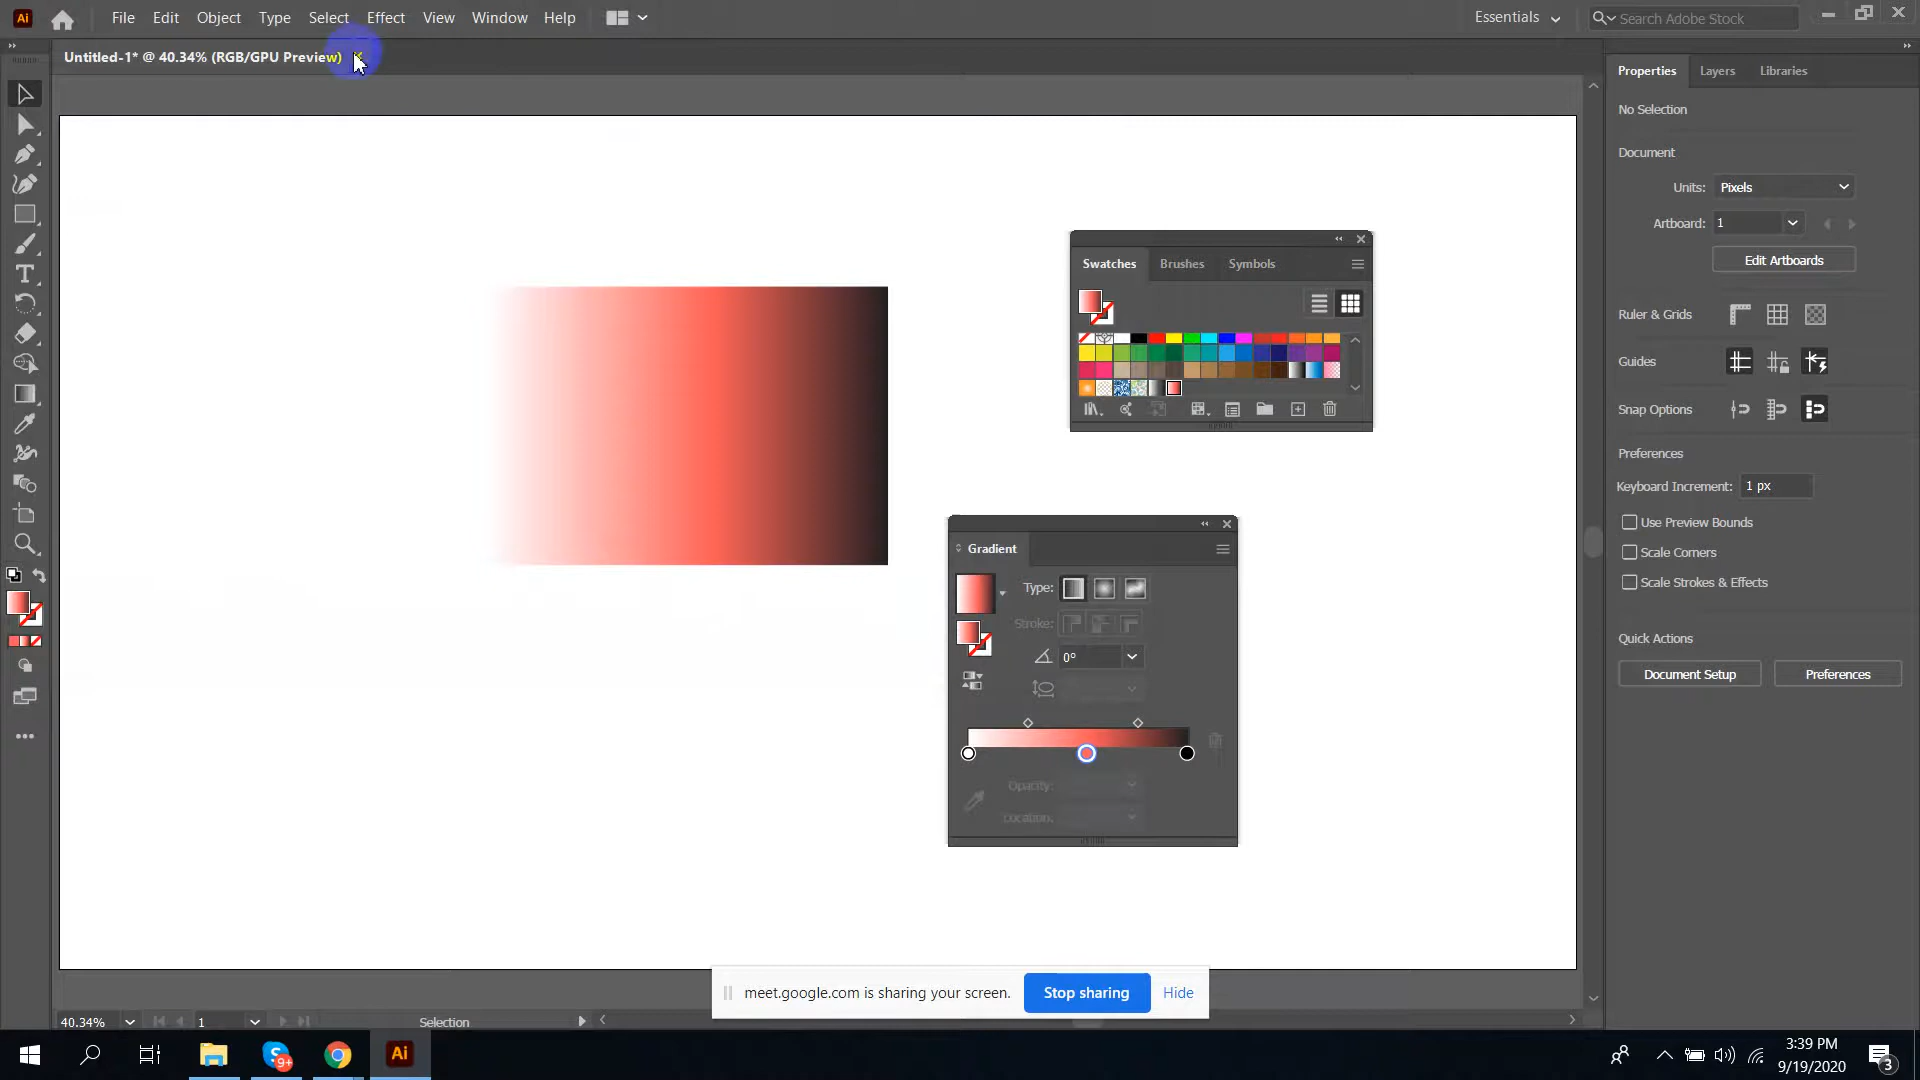 Ai File Edit Object Type Select Effect View Window Help Essentials Search Adobe Stock
Untitled-1* @ 40.34% (RGB/GPU Preview)
Properties Layers Libraries
No Selection
Document
Units: Pixels
Artboard: 1
Edit Artboards
Swatches Brushes Symbols
Ruler & Grids
Guides
Snap Options
Preferences
Keyboard Increment: 1 px
Use Preview Bounds
Gradient
Scale Corners
Scale Strokes & Effects
Type:
Stroke:
0°
Quick Actions
Document Setup Preferences
Opacity:
Location:
meet.google.com is sharing your screen. Stop sharing Hide
40.34% 1 Selection
9+ Ai
3:39 PM
9/19/2020
3